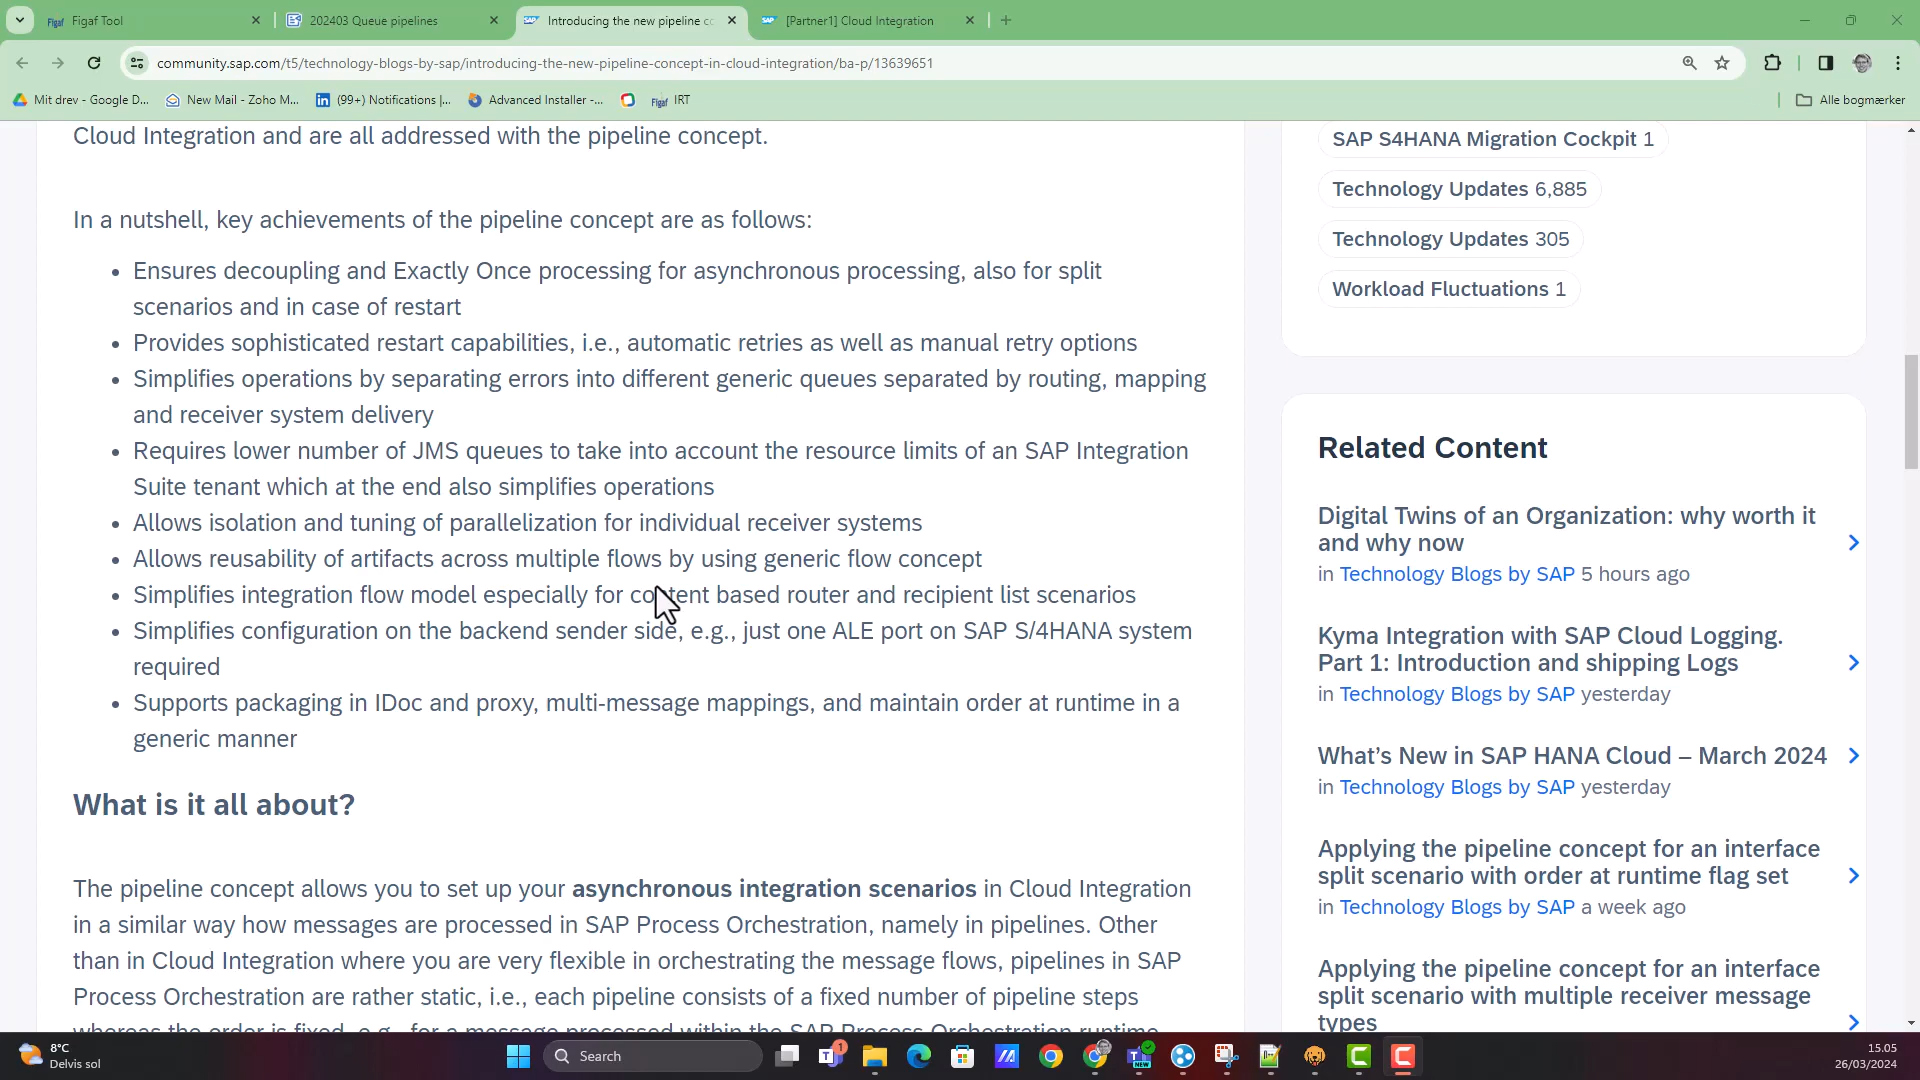 Figaf Tool
202403 Queue pipelines
Introducing the new pipeline co
[Partner1] Cloud Integration
community.sap.com/t5/technology-blogs-by-sap/introducing-the-new-pipeline-concept-in-cloud-integration/ba-p/13639651
Mit drev - Google D...
New Mail - Zoho M...
(99+) Notifications |...
Advanced Installer -...
Figaf IRT
Alle bogmærker
Cloud Integration and are all addressed with the pipeline concept.
In a nutshell, key achievements of the pipeline concept are as follows:
• Ensures decoupling and Exactly Once processing for asynchronous processing, also for split
scenarios and in case of restart
• Provides sophisticated restart capabilities, i.e., automatic retries as well as manual retry options
• Simplifies operations by separating errors into different generic queues separated by routing, mapping
and receiver system delivery
• Requires lower number of JMS queues to take into account the resource limits of an SAP Integration
Suite tenant which at the end also simplifies operations
• Allows isolation and tuning of parallelization for individual receiver systems
• Allows reusability of artifacts across multiple flows by using generic flow concept
• Simplifies integration flow model especially for content based router and recipient list scenarios
• Simplifies configuration on the backend sender side, e.g., just one ALE port on SAP S/4HANA system
required
• Supports packaging in IDoc and proxy, multi-message mappings, and maintain order at runtime in a
generic manner
What is it all about?
The pipeline concept allows you to set up your asynchronous integration scenarios in Cloud Integration
in a similar way how messages are processed in SAP Process Orchestration, namely in pipelines. Other
than in Cloud Integration where you are very flexible in orchestrating the message flows, pipelines in SAP
Process Orchestration are rather static, i.e., each pipeline consists of a fixed number of pipeline steps
whereas the order is fixed, e.g., for a message processed within the SAP Process Orchestration runtime
SAP S4HANA Migration Cockpit 1
Technology Updates 6,885
Technology Updates 305
Workload Fluctuations 1
Related Content
Digital Twins of an Organization: why worth it
and why now
in Technology Blogs by SAP 5 hours ago
Kyma Integration with SAP Cloud Logging.
Part 1: Introduction and shipping Logs
in Technology Blogs by SAP yesterday
What's New in SAP HANA Cloud – March 2024
in Technology Blogs by SAP yesterday
Applying the pipeline concept for an interface
split scenario with order at runtime flag set
in Technology Blogs by SAP a week ago
Applying the pipeline concept for an interface
split scenario with multiple receiver message
types
8°C
Delvis sol
Search
15.05
26/03/2024